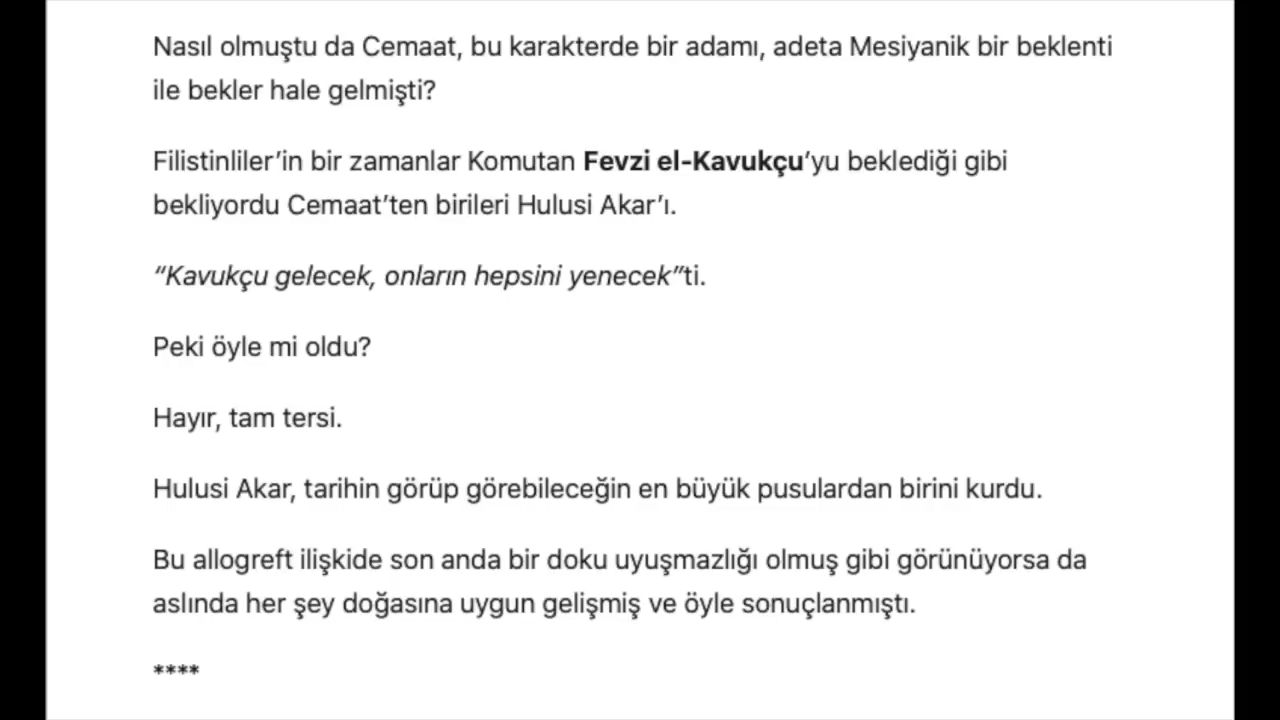 Nasıl olmuştu da Cemaat, bu karakterde bir adamı, adeta Mesiyanik bir beklenti
ile bekler hale gelmişti?
Filistinliler’in bir zamanlar Komutan Fevzi el-Kavukçu’yu beklediği gibi
bekliyordu Cemaat’ten birileri Hulusi Akar’ı.
“Kavukçu gelecek, onların hepsini yenecek”ti.
Peki öyle mi oldu?
Hayır, tam tersi.
Hulusi Akar, tarihin görüp görebileceğin en büyük pusulardan birini kurdu.
Bu allogreft ilişkide son anda bir doku uyuşmazlığı olmuş gibi görünüyorsa da
aslında her şey doğasına uygun gelişmiş ve öyle sonuçlanmıştı.
****